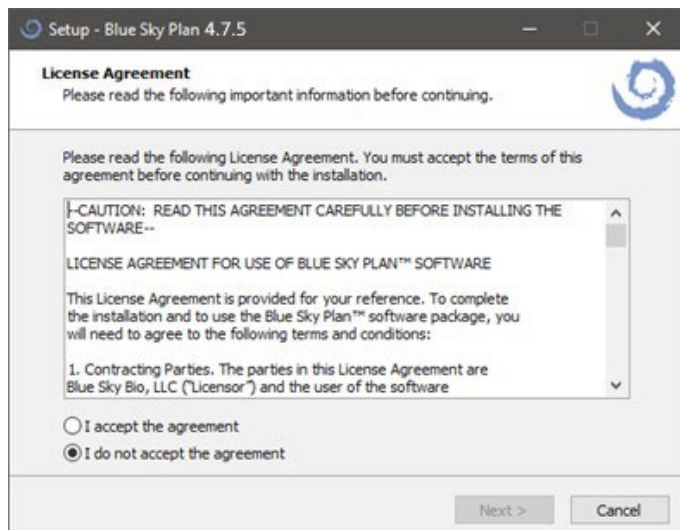 Setup - Blue Sky Plan 4.7.5
License Agreement
Please read the following important information before continuing.
Please read the following License Agreement. You must accept the terms of this
agreement before continuing with the installation.
--CAUTION: READ THIS AGREEMENT CAREFULLY BEFORE INSTALLING THE
SOFTWARE--
LICENSE AGREEMENT FOR USE OF BLUE SKY PLAN™ SOFTWARE
This License Agreement is provided for your reference. To complete
the installation and to use the Blue Sky Plan™ software package, you
will need to agree to the following terms and conditions:
1. Contracting Parties. The parties in this License Agreement are
Blue Sky Bio, LLC ("Licensor") and the user of the software
I accept the agreement
I do not accept the agreement
Next >
Cancel